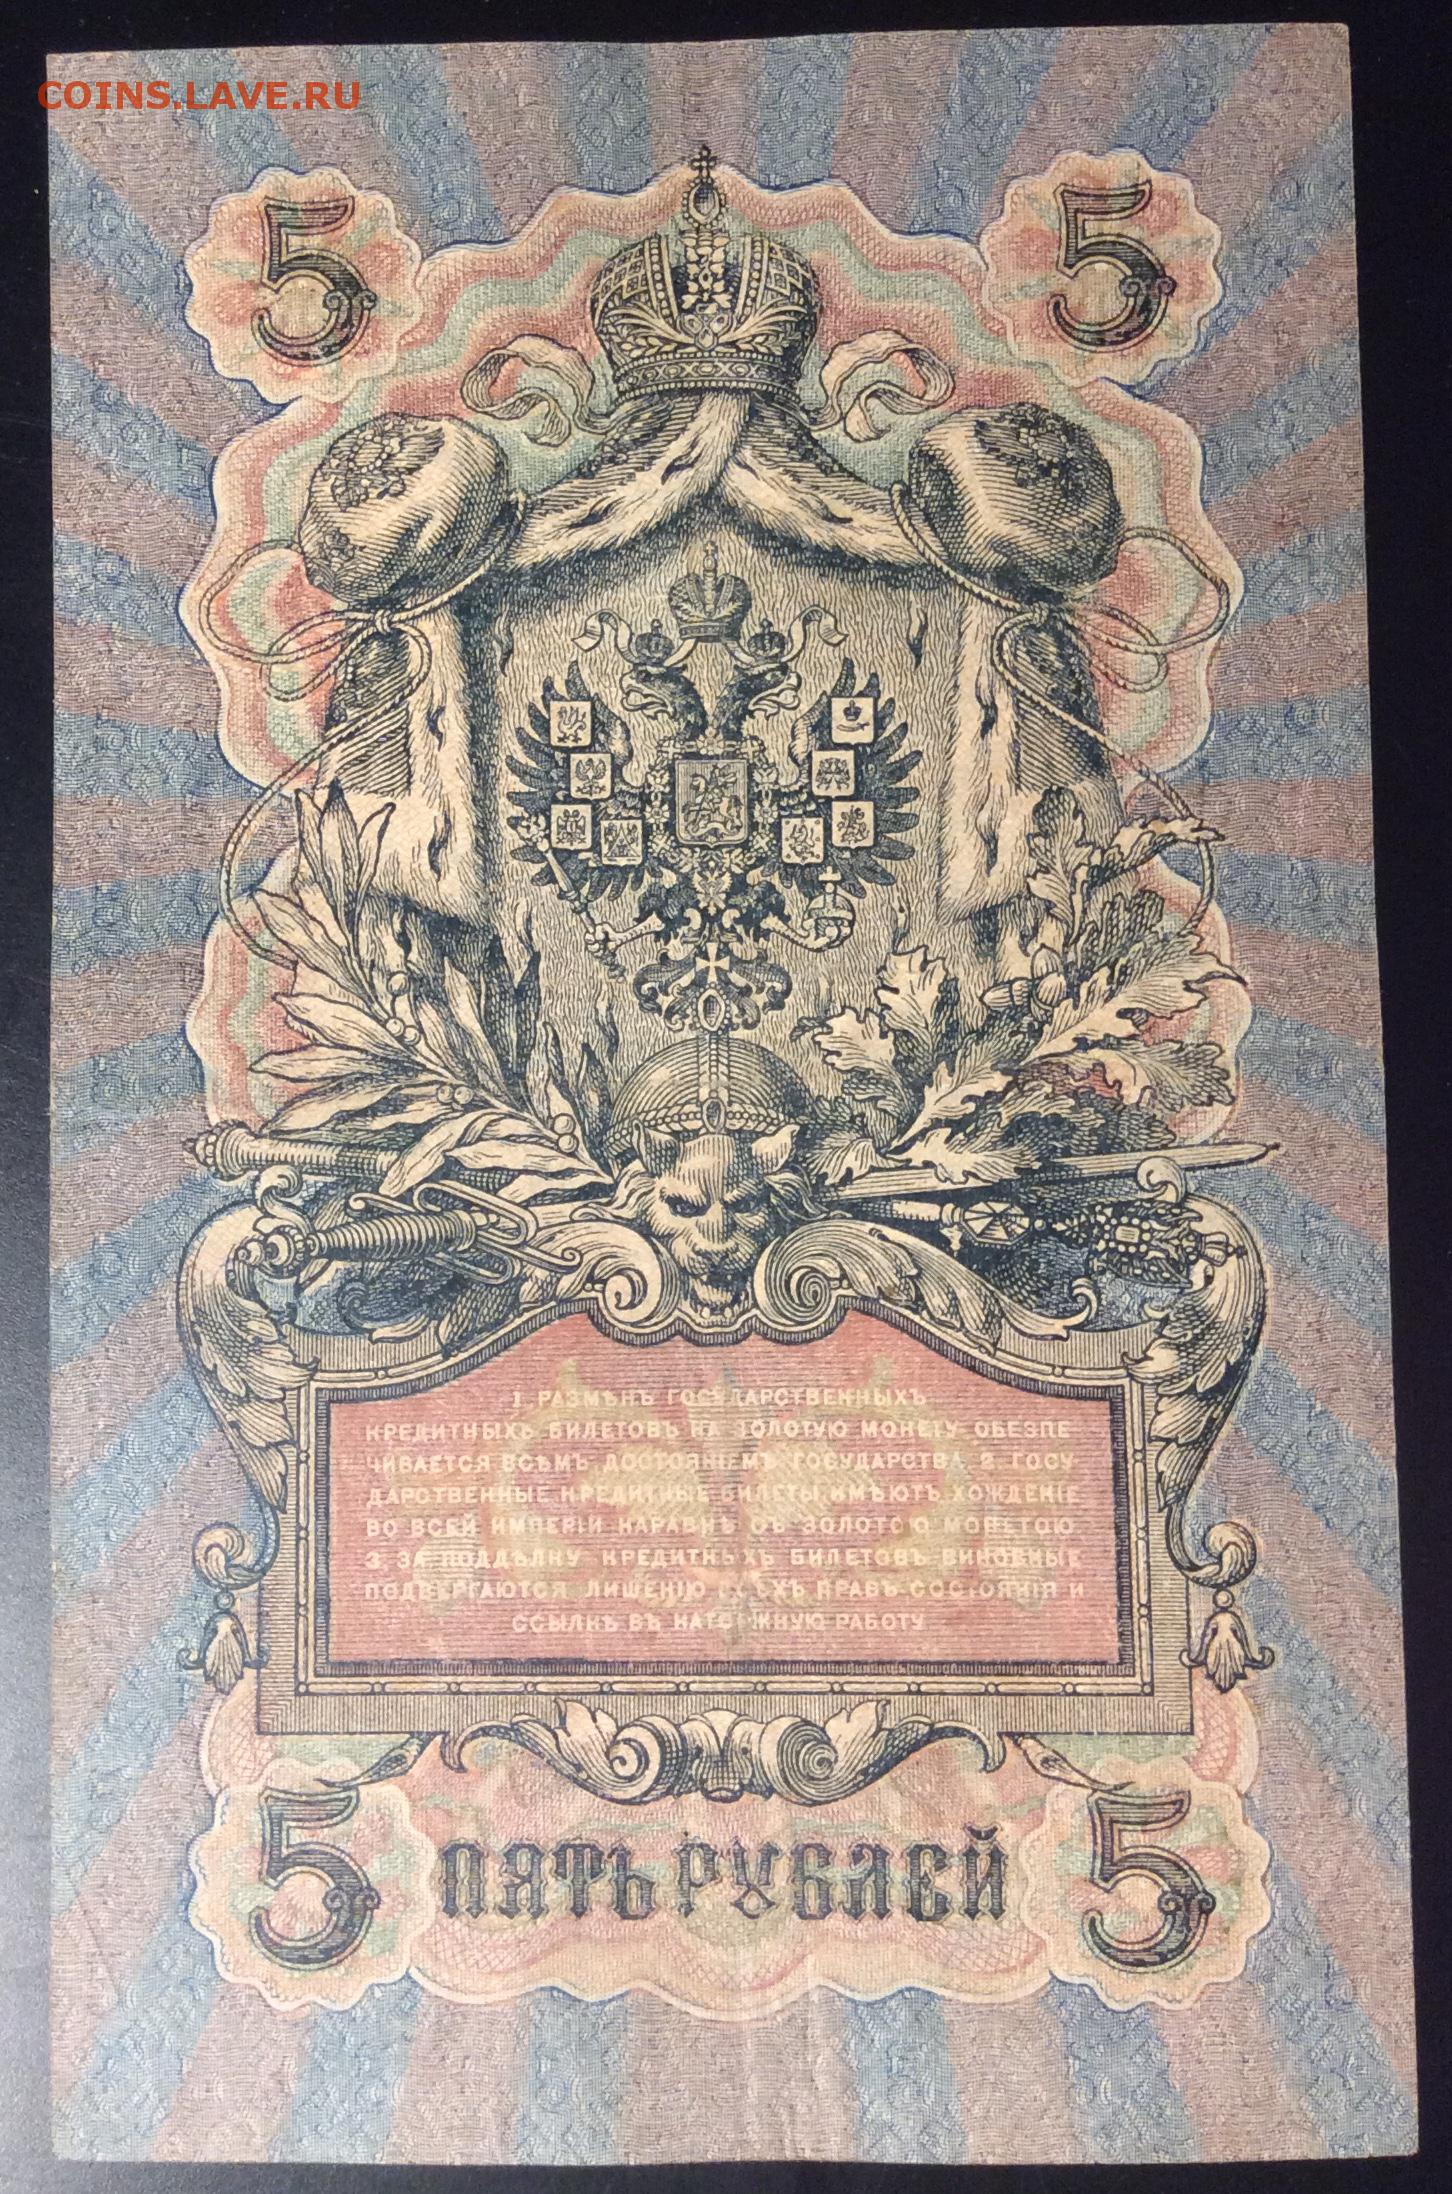 COINS.LAVE.RU
5 5
1. РАЗМѢНЪ ГОСУДАРСТВЕННЫХЪ
КРЕДИТНЫХЪ БИЛЕТОВЪ НА ЗОЛОТУЮ МОНЕТУ ОБЕЗПЕ
ЧИВАЕТСЯ ВСѢМЪ ДОСТОЯНІЕМЪ ГОСУДАРСТВА. 2. ГОСУ
ДАРСТВЕННЫЕ КРЕДИТНЫЕ БИЛЕТЫ ИМѢЮТЪ ХОЖДЕНІЕ
ВО ВСЕЙ ИМПЕРІИ НАРАВНѢ СЪ ЗОЛОТОЮ МОНЕТОЮ
3. ЗА ПОДДѢЛКУ КРЕДИТНЫХЪ БИЛЕТОВЪ ВИНОВНЫЕ
ПОДВЕРГАЮТСЯ ЛИШЕНІЮ ВСѢХЪ ПРАВЪ СОСТОЯНІЯ И
ССЫЛКѢ ВЪ КАТОРЖНУЮ РАБОТУ
5 ПЯТЬ РУБЛЕЙ 5